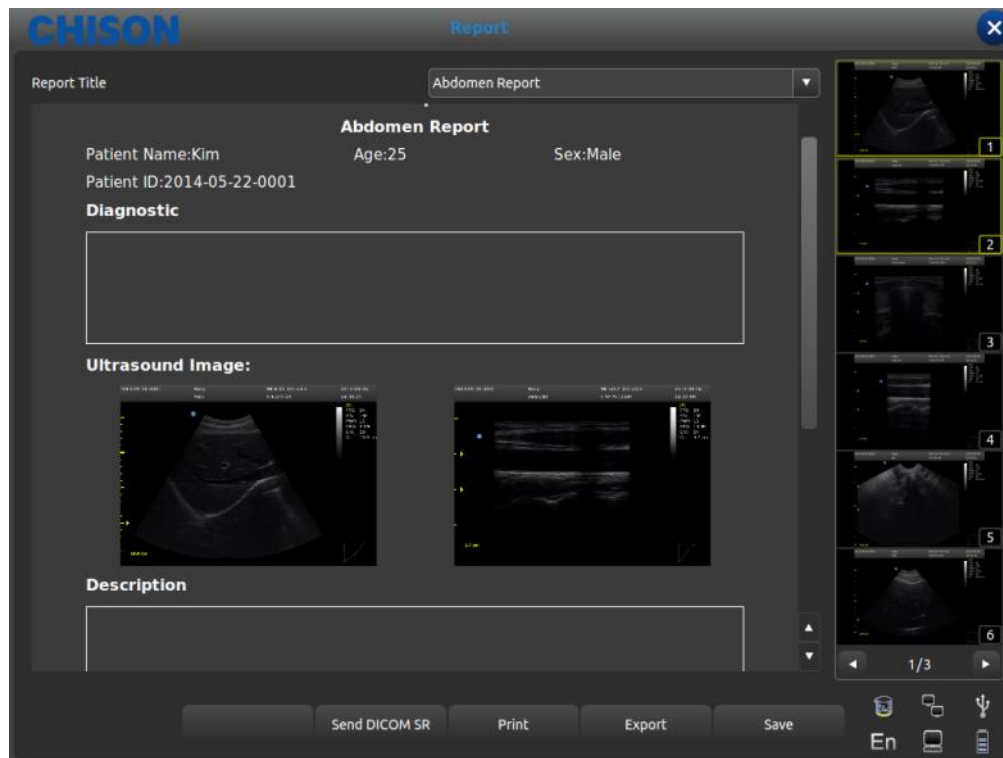 CHISON
Report
Report Title
Abdomen Report
Abdomen Report
Patient Name:Kim Age:25 Sex:Male
Patient ID:2014-05-22-0001
Diagnostic
Ultrasound Image:
Description
1
2
3
4
5
6
1/3
Send DICOM SR Print Export Save
En